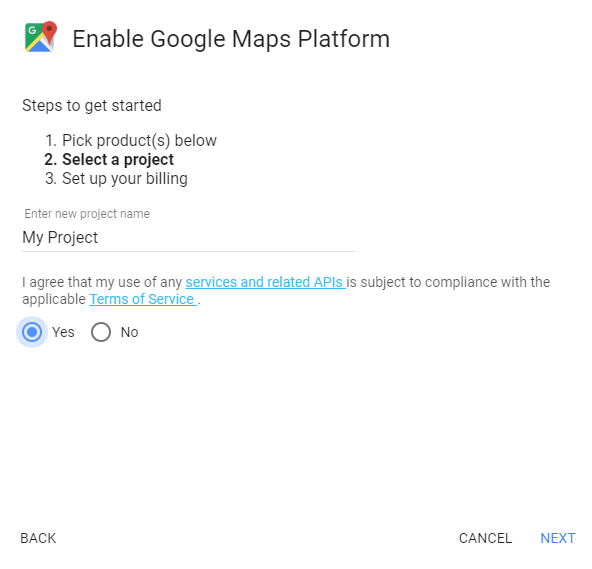 G
Enable Google Maps Platform
Steps to get started
1. Pick product(s) below
2. Select a project
3. Set up your billing
Enter new project name
My Project
I agree that my use of any services and related APIs is subject to compliance with the
applicable Terms of Service .
Yes No
BACK CANCEL NEXT